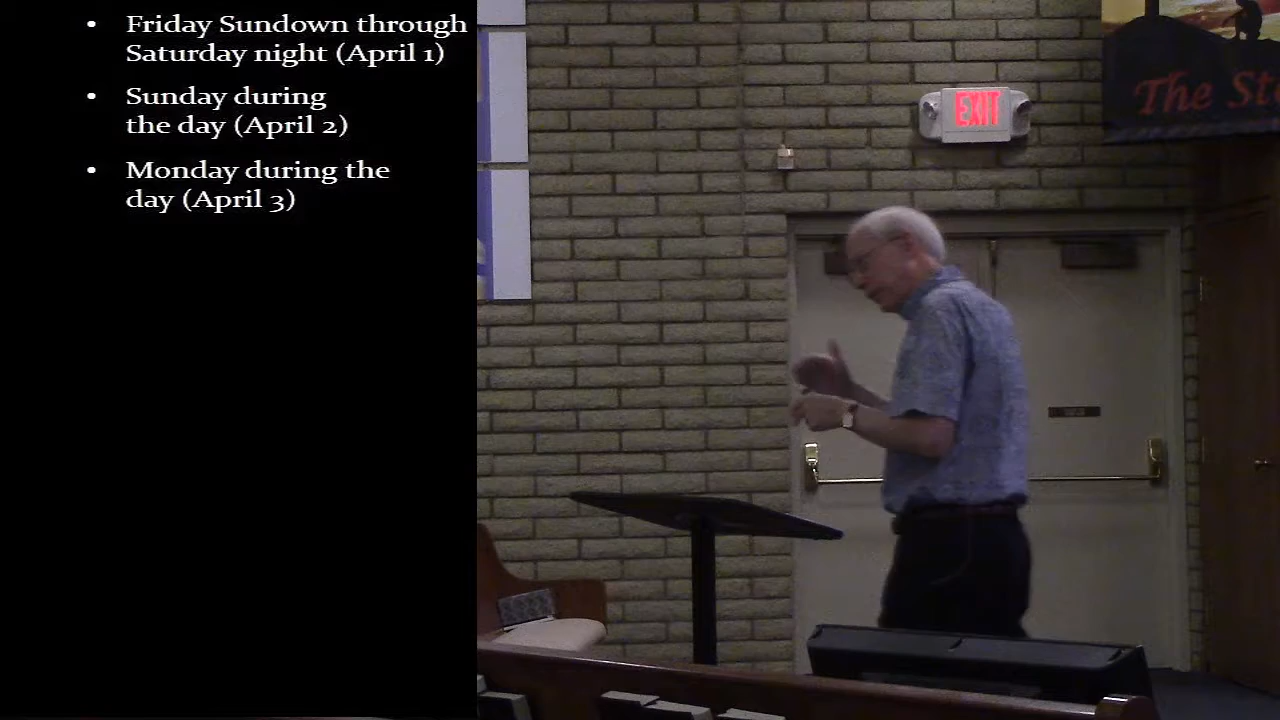 • Friday Sundown through
Saturday night (April 1)
• Sunday during
the day (April 2)
• Monday during the
day (April 3)
EXIT
The